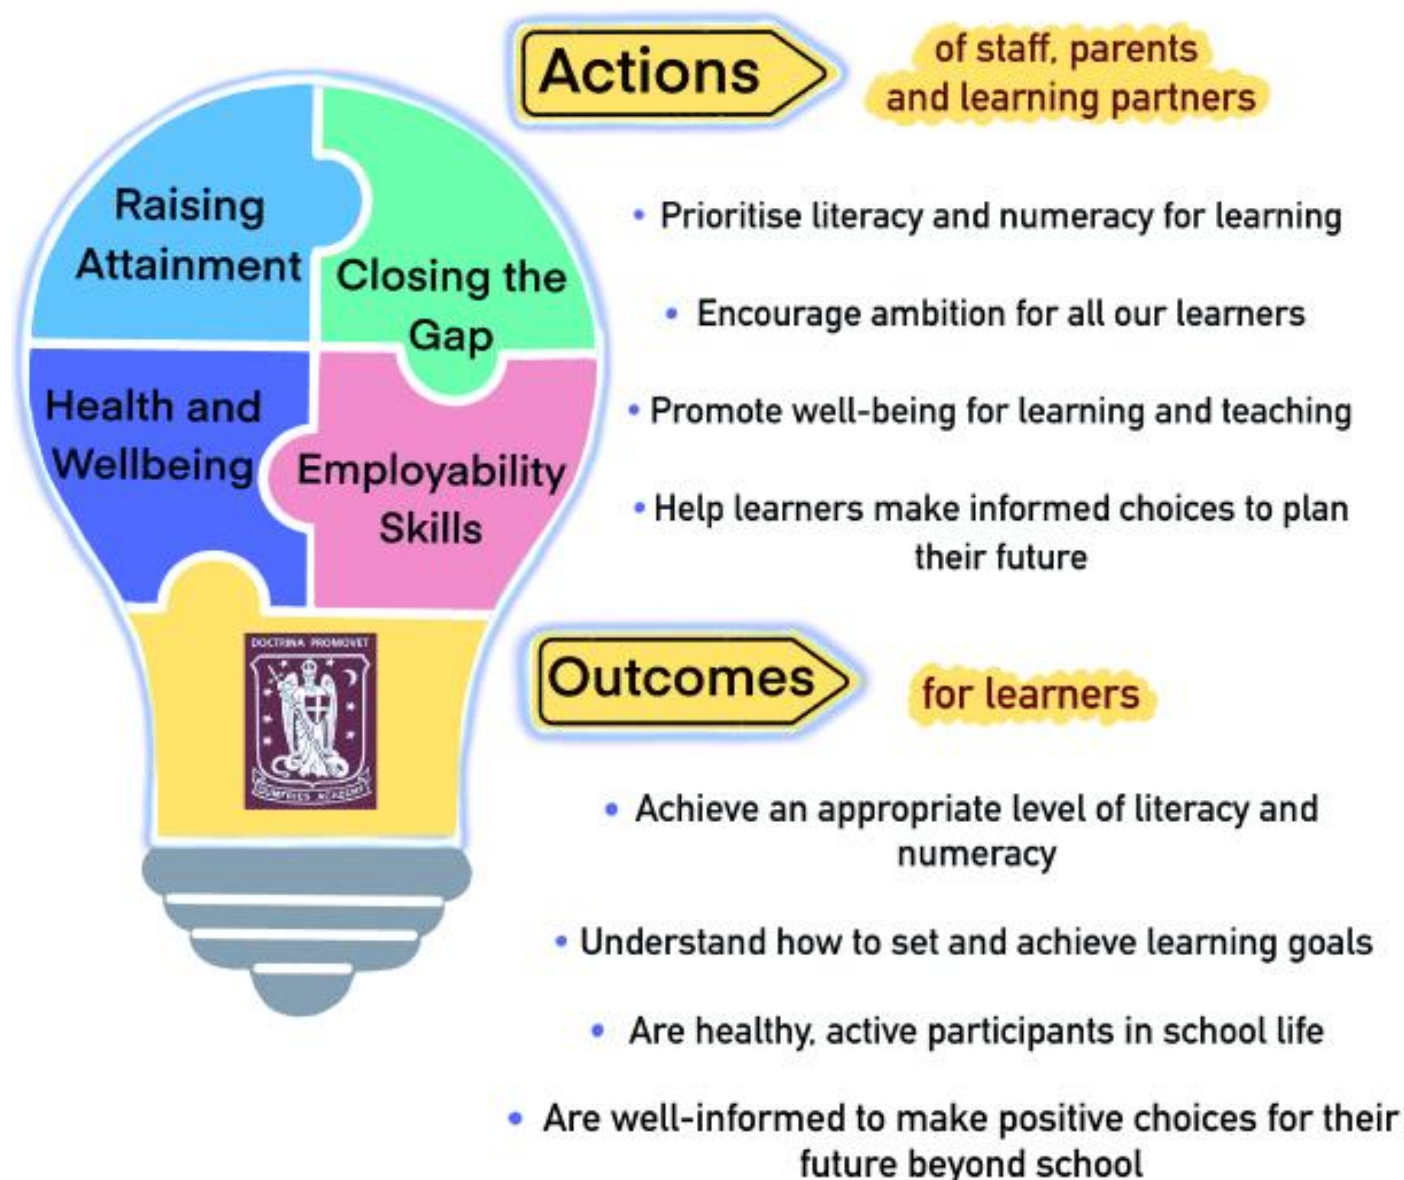 Raising
Attainment
Closing the
Gap
Health and
Wellbeing
Employability
Skills
DOCTRINA PROMOVET
DUMFRIES ACADEMY
Actions
of staff, parents
and learning partners
• Prioritise literacy and numeracy for learning
• Encourage ambition for all our learners
• Promote well-being for learning and teaching
• Help learners make informed choices to plan
their future
Outcomes
for learners
• Achieve an appropriate level of literacy and
numeracy
• Understand how to set and achieve learning goals
• Are healthy, active participants in school life
• Are well-informed to make positive choices for their
future beyond school